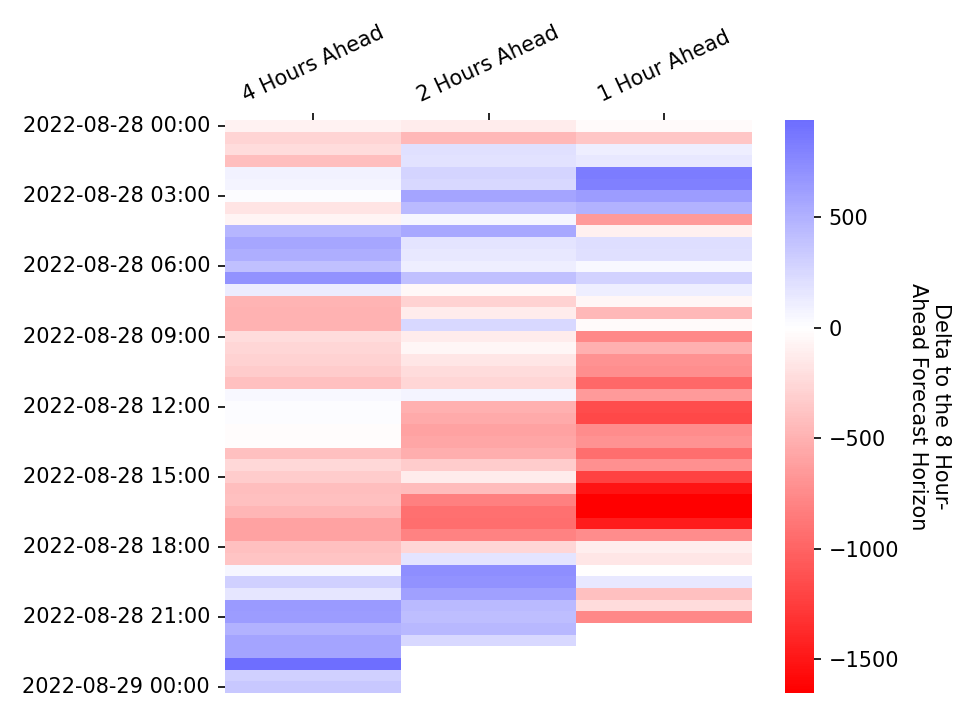 4 Hours Ahead
2 Hours Ahead
1 Hour Ahead
2022-08-28 00:00
2022-08-28 03:00
2022-08-28 06:00
2022-08-28 09:00
2022-08-28 12:00
2022-08-28 15:00
2022-08-28 18:00
2022-08-28 21:00
2022-08-29 00:00
500
0
−500
−1000
−1500
Delta to the 8 Hour-
Ahead Forecast Horizon